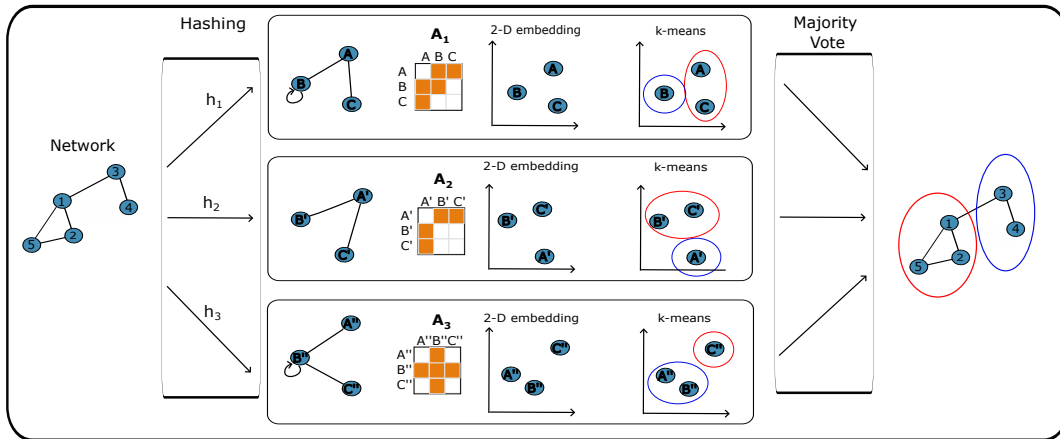 Hashing
Majority
Vote
Network
1
2
3
4
5
h1
h2
h3
A
B
C
A1
A B C
A
B
C
2-D embedding
A
B
C
k-means
A
B
C
A'
B'
C'
A2
A' B' C'
A'
B'
C'
2-D embedding
B'
C'
A'
k-means
B'
C'
A'
A''
B''
C''
A3
A''B''C''
A''
B''
C''
2-D embedding
C''
A''
B''
k-means
C''
A''
B''
3
1
4
2
5